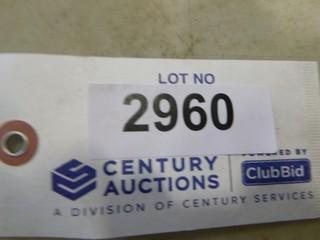 LOT NO
2960
CENTURY AUCTIONS
POWERED BY
ClubBid
A DIVISION OF CENTURY SERVICES